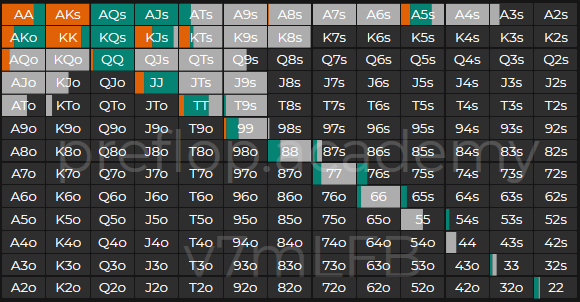 AA AKs AQs AJs ATs A9s A8s A7s A6s A5s A4s A3s A2s
AKo KK KQs KJs KTs K9s K8s K7s K6s K5s K4s K3s K2s
AQo KQo QQ QJs QTs Q9s Q8s Q7s Q6s Q5s Q4s Q3s Q2s
AJo KJo QJo JJ JTs J9s J8s J7s J6s J5s J4s J3s J2s
ATo KTo QTo JTo TT T9s T8s T7s T6s T5s T4s T3s T2s
A9o K9o Q9o J9o T9o 99 98s 97s 96s 95s 94s 93s 92s
A8o K8o Q8o J8o T8o 98o 88 87s 86s 85s 84s 83s 82s
preflop.academy
A7o K7o Q7o J7o T7o 97o 87o 77 76s 75s 74s 73s 72s
A6o K6o Q6o J6o T6o 96o 86o 76o 66 65s 64s 63s 62s
A5o K5o Q5o J5o T5o 95o 85o 75o 65o 55 54s 53s 52s
A4o K4o Q4o J4o T4o 94o 84o 74o 64o 54o 44 43s 42s
v7mLFB
A3o K3o Q3o J3o T3o 93o 83o 73o 63o 53o 43o 33 32s
A2o K2o Q2o J2o T2o 92o 82o 72o 62o 52o 42o 32o 22